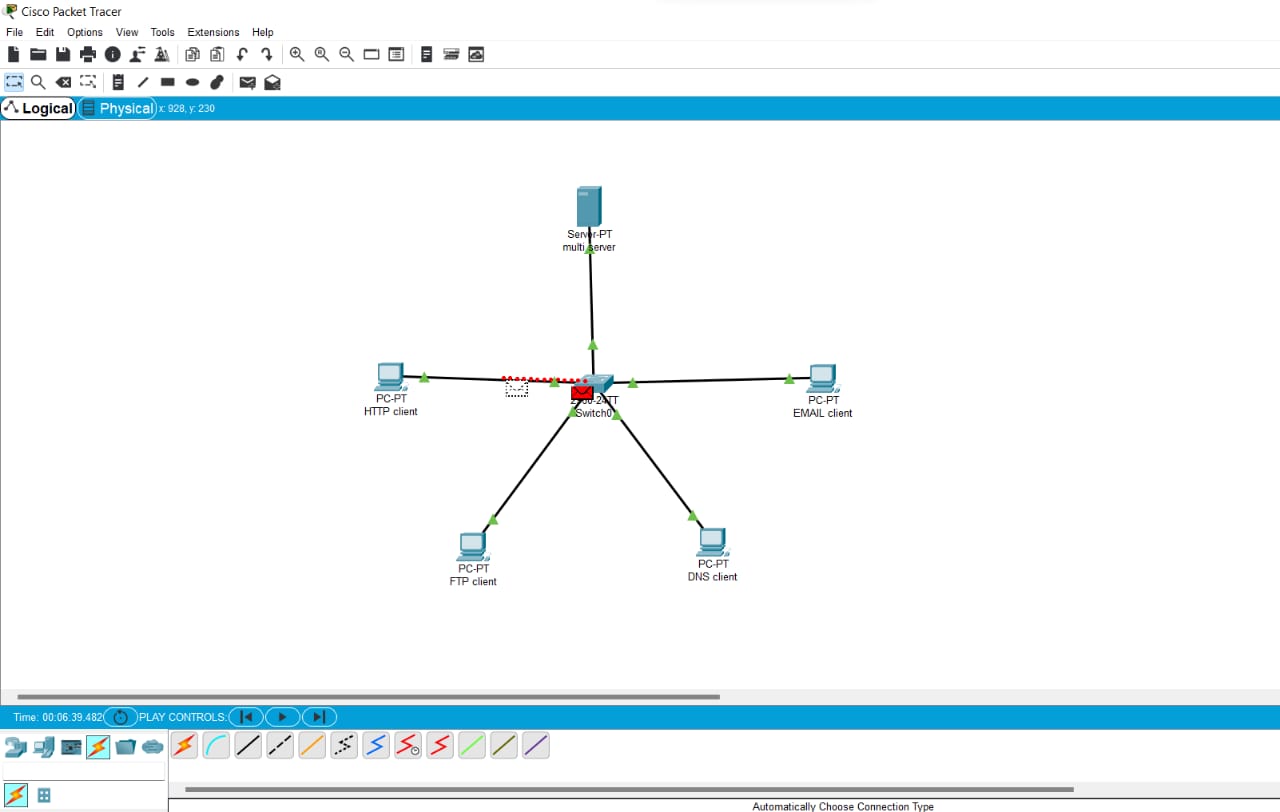 Cisco Packet Tracer
File Edit Options View Tools Extensions Help
Logical Physical x: 928, y: 230
Server-PT
multi server
PC-PT
HTTP client
Switch0
PC-PT
EMAIL client
PC-PT
FTP client
PC-PT
DNS client
Time: 00:06:39.482 PLAY CONTROLS:
Automatically Choose Connection Type